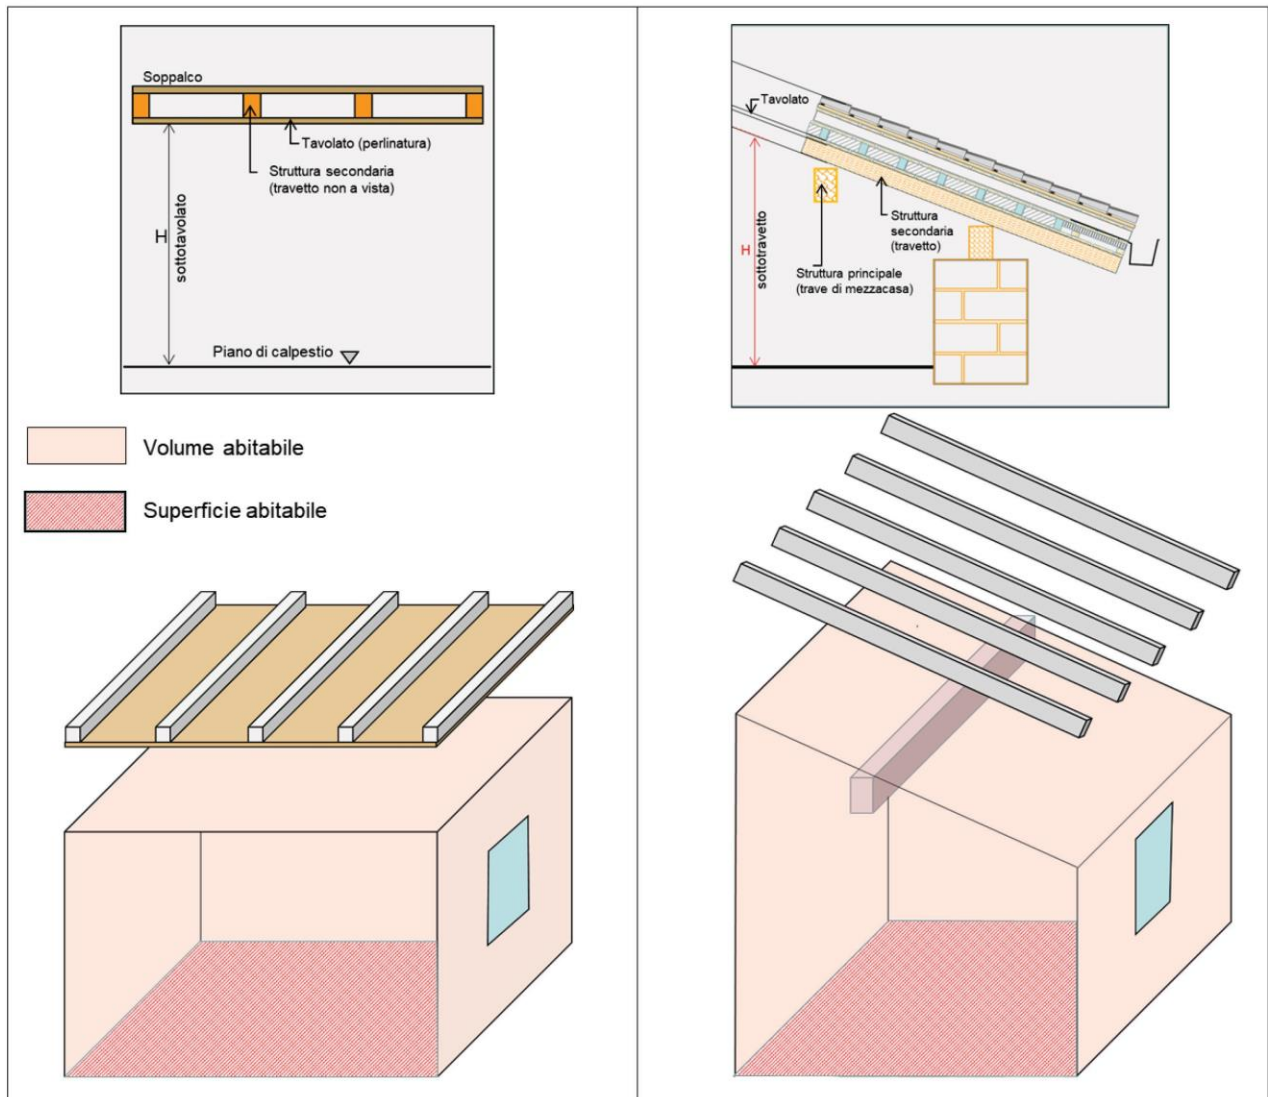 Soppalco
Tavolato (perlinatura)
Struttura secondaria
(travetto non a vista)
H
sottotavolato
Piano di calpestio
Tavolato
Struttura
secondaria
(travetto)
Struttura principale
(trave di mezzacasa)
H
sottotravetto
Volume abitabile
Superficie abitabile